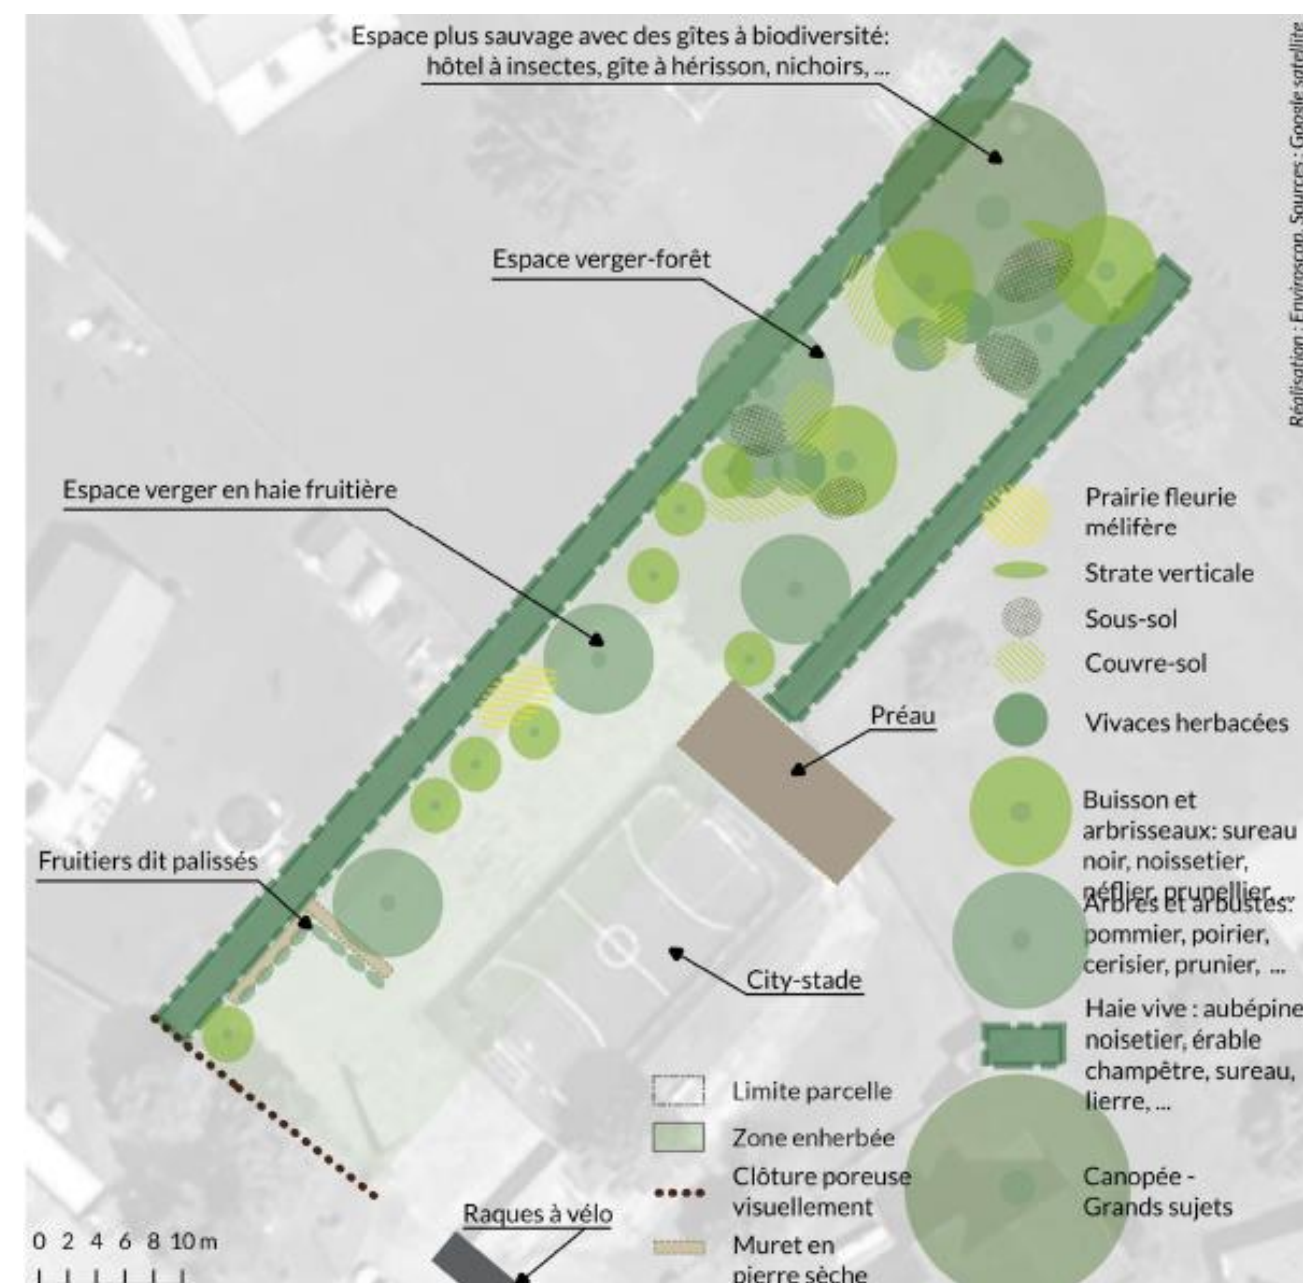 Espace plus sauvage avec des gîtes à biodiversité:
hôtel à insectes, gîte à hérisson, nichoirs, ...
Réalisation : Enviroscop, Sources : Google satellite
Espace verger-forêt
Espace verger en haie fruitière
Préau
Fruitiers dit palissés
City-stade
Raques à vélo
0 2 4 6 8 10 m
Limite parcelle
Zone enherbée
Clôture poreuse
visuellement
Muret en
pierre sèche
Prairie fleurie
mélifère
Strate verticale
Sous-sol
Couvre-sol
Vivaces herbacées
Buisson et
arbrisseaux: sureau
noir, noissetier,
néflier, prunellier, ...
Arbres et arbustes:
pommier, poirier,
cerisier, prunier, ...
Haie vive : aubépine
noisetier, érable
champêtre, sureau,
lierre, ...
Canopée -
Grands sujets